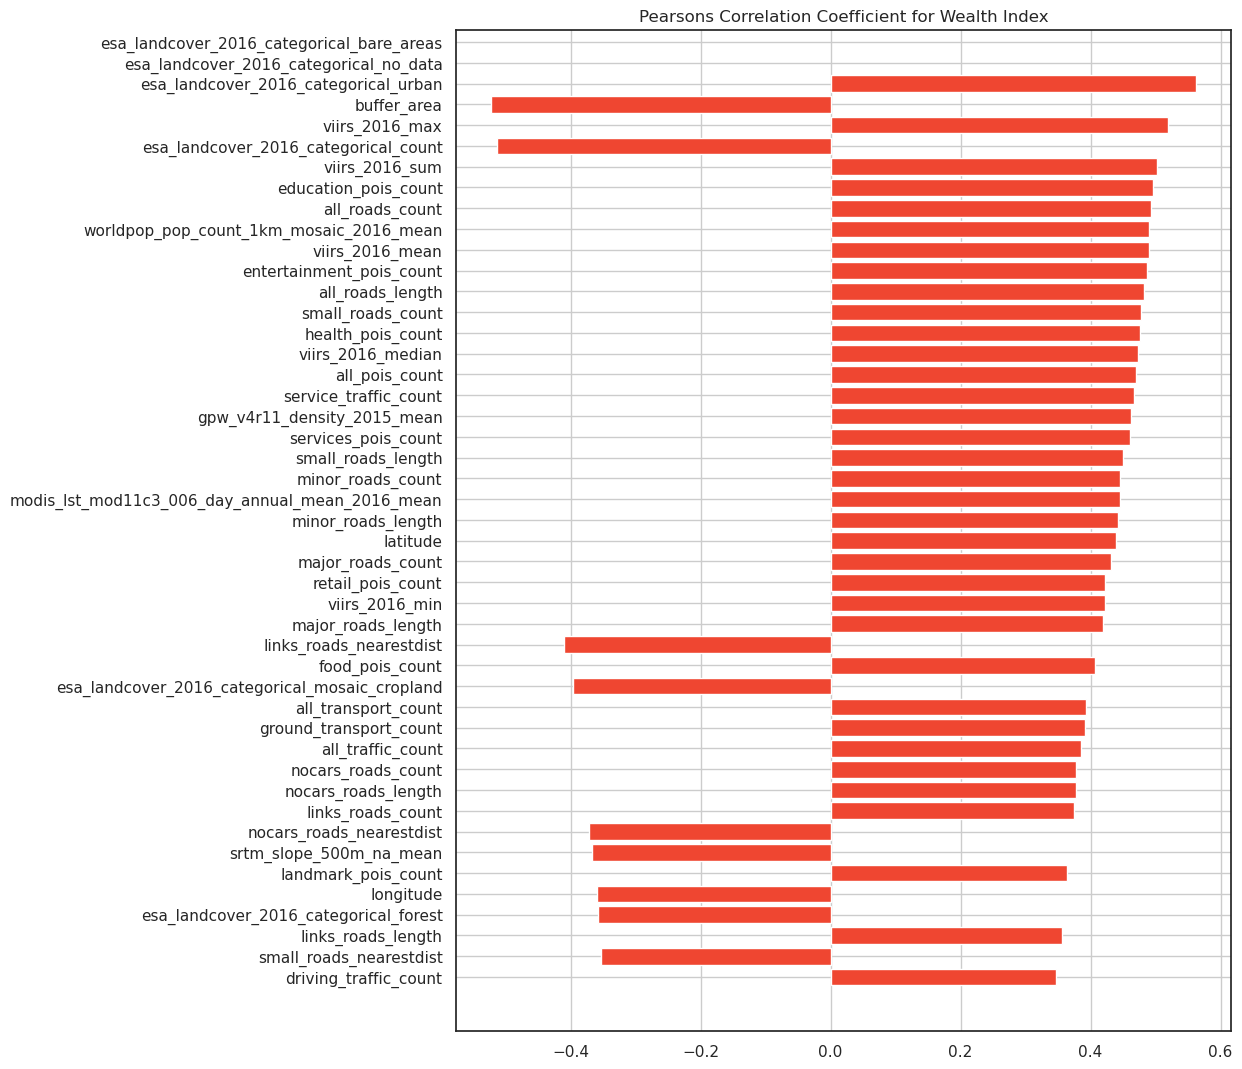 Pearsons Correlation Coefficient for Wealth Index
esa_landcover_2016_categorical_bare_areas
esa_landcover_2016_categorical_no_data
esa_landcover_2016_categorical_urban
buffer_area
viirs_2016_max
esa_landcover_2016_categorical_count
viirs_2016_sum
education_pois_count
all_roads_count
worldpop_pop_count_1km_mosaic_2016_mean
viirs_2016_mean
entertainment_pois_count
all_roads_length
small_roads_count
health_pois_count
viirs_2016_median
all_pois_count
service_traffic_count
gpw_v4r11_density_2015_mean
services_pois_count
small_roads_length
minor_roads_count
modis_lst_mod11c3_006_day_annual_mean_2016_mean
minor_roads_length
latitude
major_roads_count
retail_pois_count
viirs_2016_min
major_roads_length
links_roads_nearestdist
food_pois_count
esa_landcover_2016_categorical_mosaic_cropland
all_transport_count
ground_transport_count
all_traffic_count
nocars_roads_count
nocars_roads_length
links_roads_count
nocars_roads_nearestdist
srtm_slope_500m_na_mean
landmark_pois_count
longitude
esa_landcover_2016_categorical_forest
links_roads_length
small_roads_nearestdist
driving_traffic_count
−0.4 −0.2 0.0 0.2 0.4 0.6